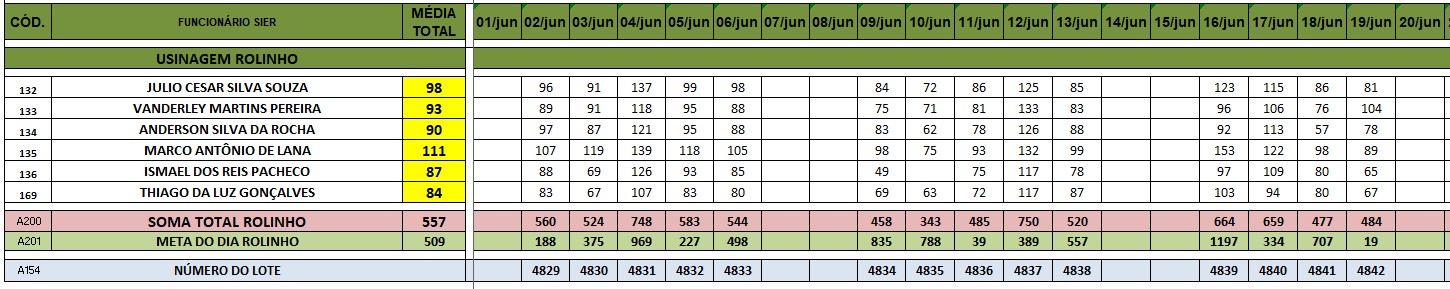 CÓD. FUNCIONÁRIO SIER MÉDIA TOTAL 01/jun 02/jun 03/jun 04/jun 05/jun 06/jun 07/jun 08/jun 09/jun 10/jun 11/jun 12/jun 13/jun 14/jun 15/jun 16/jun 17/jun 18/jun 19/jun 20/jun
USINAGEM ROLINHO
132 JULIO CESAR SILVA SOUZA 98 96 91 137 99 98 84 72 86 125 85 123 115 86 81
133 VANDERLEY MARTINS PEREIRA 93 89 91 118 95 88 75 71 81 133 83 96 106 76 104
134 ANDERSON SILVA DA ROCHA 90 97 87 121 95 88 83 62 78 126 88 92 113 57 78
135 MARCO ANTÔNIO DE LANA 111 107 119 139 118 105 98 75 93 132 99 153 122 98 89
136 ISMAEL DOS REIS PACHECO 87 88 69 126 93 85 49 75 117 78 97 109 80 65
169 THIAGO DA LUZ GONÇALVES 84 83 67 107 83 80 69 63 72 117 87 103 94 80 67
A200 SOMA TOTAL ROLINHO 557 560 524 748 583 544 458 343 485 750 520 664 659 477 484
A201 META DO DIA ROLINHO 509 188 375 969 227 498 835 788 39 389 557 1197 334 707 19
A154 NÚMERO DO LOTE 4829 4830 4831 4832 4833 4834 4835 4836 4837 4838 4839 4840 4841 4842